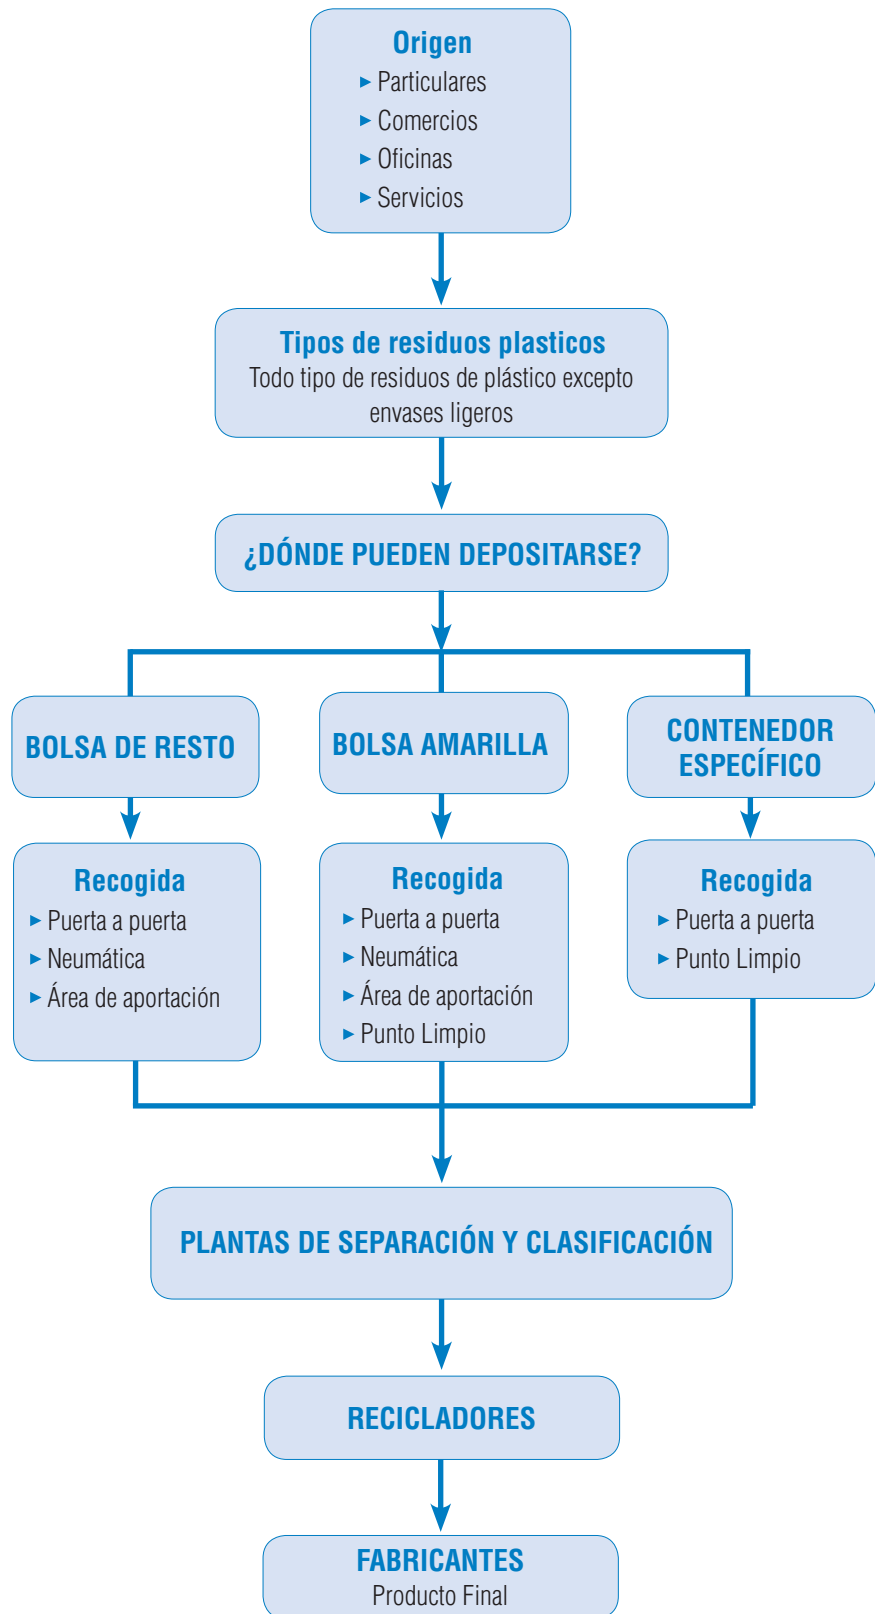 Origen
▸ Particulares
▸ Comercios
▸ Oficinas
▸ Servicios
Tipos de residuos plasticos
Todo tipo de residuos de plástico excepto
envases ligeros
¿DÓNDE PUEDEN DEPOSITARSE?
BOLSA DE RESTO
BOLSA AMARILLA
CONTENEDOR
ESPECÍFICO
Recogida
▸ Puerta a puerta
▸ Neumática
▸ Área de aportación
Recogida
▸ Puerta a puerta
▸ Neumática
▸ Área de aportación
▸ Punto Limpio
Recogida
▸ Puerta a puerta
▸ Punto Limpio
PLANTAS DE SEPARACIÓN Y CLASIFICACIÓN
RECICLADORES
FABRICANTES
Producto Final